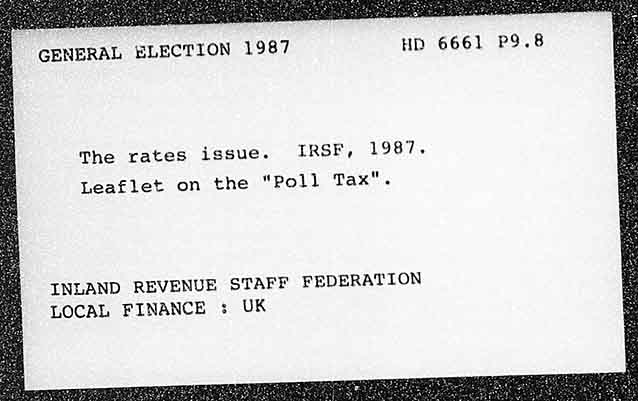 GENERAL ELECTION 1987 HD 6661 P9.8
The rates issue. IRSF, 1987.
Leaflet on the "Poll Tax".
INLAND REVENUE STAFF FEDERATION
LOCAL FINANCE : UK